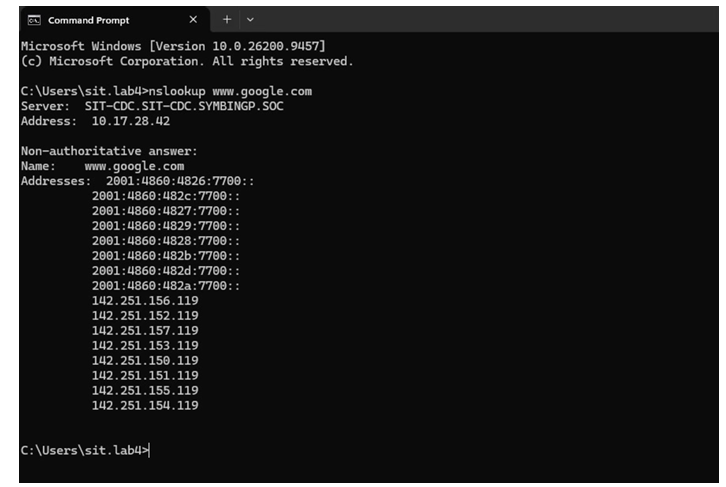 Command Prompt
Microsoft Windows [Version 10.0.26200.9457]
(c) Microsoft Corporation. All rights reserved.
C:\Users\sit.lab4>nslookup www.google.com
Server:  SIT-CDC.SIT-CDC.SYMBINGP.SOC
Address:  10.17.28.42
Non-authoritative answer:
Name:    www.google.com
Addresses:  2001:4860:4826:7700::
2001:4860:482c:7700::
2001:4860:4827:7700::
2001:4860:4829:7700::
2001:4860:4828:7700::
2001:4860:482b:7700::
2001:4860:482d:7700::
2001:4860:482a:7700::
142.251.156.119
142.251.152.119
142.251.157.119
142.251.153.119
142.251.150.119
142.251.151.119
142.251.155.119
142.251.154.119
C:\Users\sit.lab4>